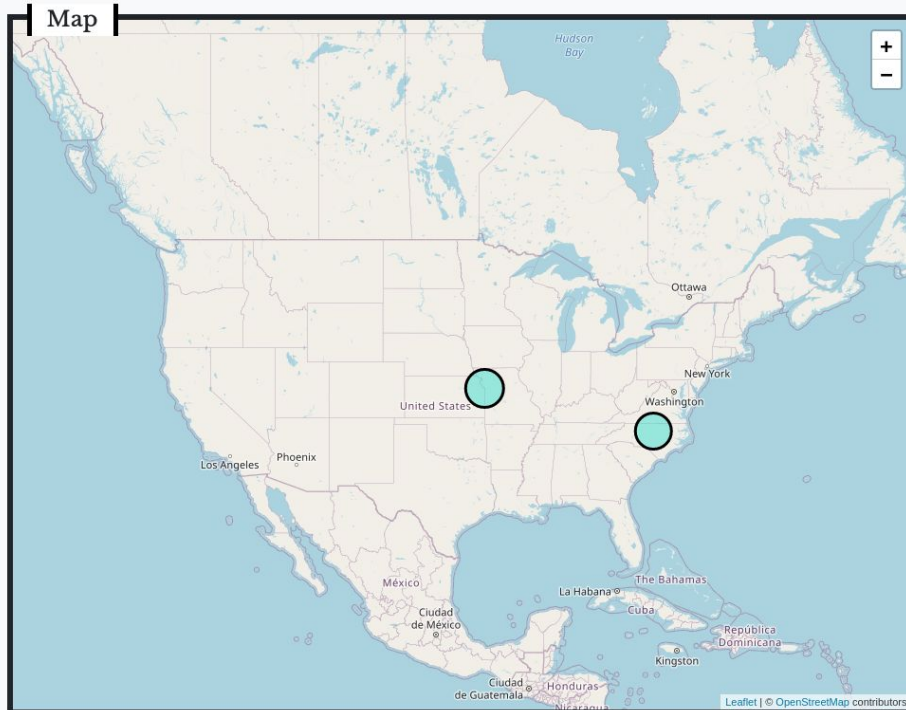 Map
Hudson
Bay
+
−
Ottawa
New York
Washington
United States
Los Angeles
Phoenix
México
Ciudad
de México
La Habana
The Bahamas
Cuba
República
Dominicana
Kingston
Ciudad
de Guatemala
Honduras
Nicaragua
Leaflet | © OpenStreetMap contributors